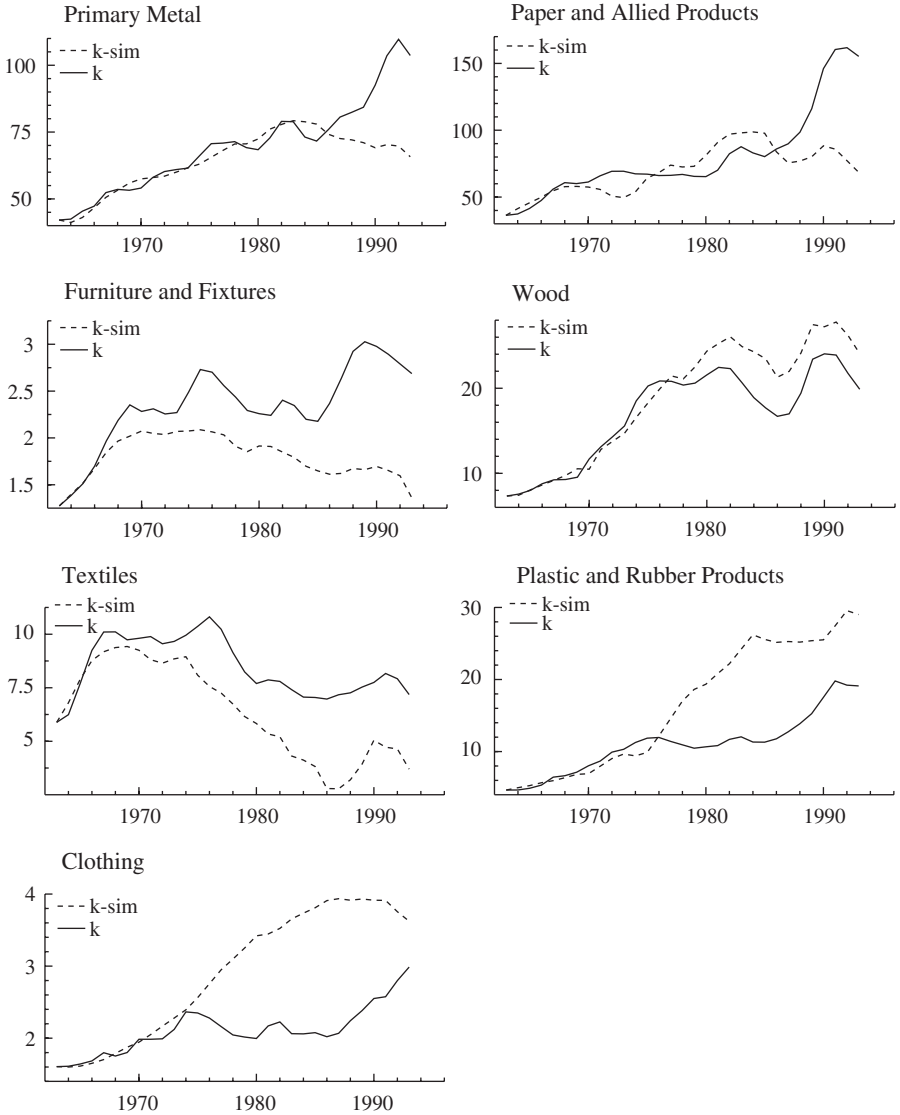 Primary Metal
k-sim
k
100
75
50
1970 1980 1990
Paper and Allied Products
k-sim
k
150
100
50
1970 1980 1990
Furniture and Fixtures
k-sim
k
3
2.5
2
1.5
1970 1980 1990
Wood
k-sim
k
20
10
1970 1980 1990
Textiles
k-sim
k
10
7.5
5
1970 1980 1990
Plastic and Rubber Products
k-sim
k
30
20
10
1970 1980 1990
Clothing
k-sim
k
4
3
2
1970 1980 1990